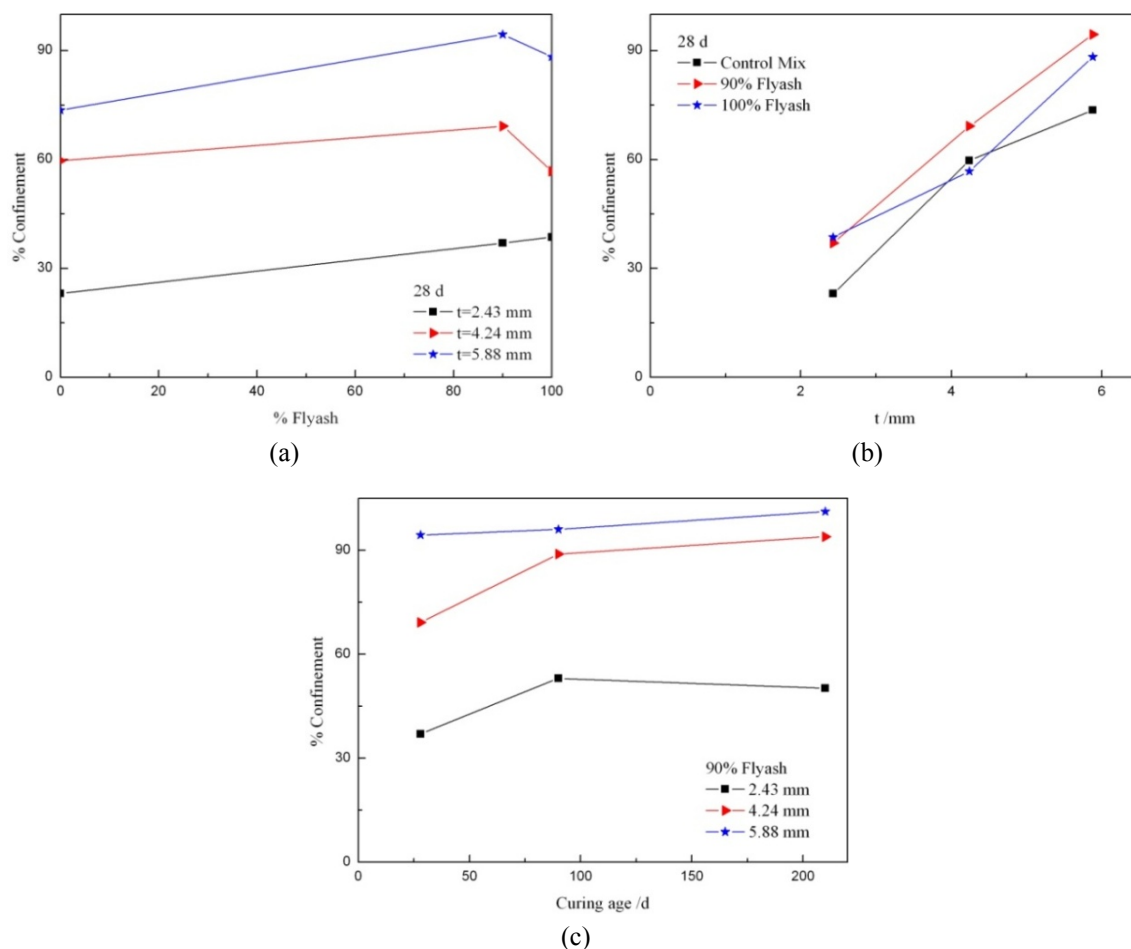 90
60
30
0
% Confinement
28 d
t=2.43 mm
t=4.24 mm
t=5.88 mm
0 20 40 60 80 100
% Flyash
(a)
90
60
30
0
% Confinement
28 d
Control Mix
90% Flyash
100% Flyash
0 2 4 6
t /mm
(b)
90
60
30
0
% Confinement
90% Flyash
2.43 mm
4.24 mm
5.88 mm
0 50 100 150 200
Curing age /d
(c)